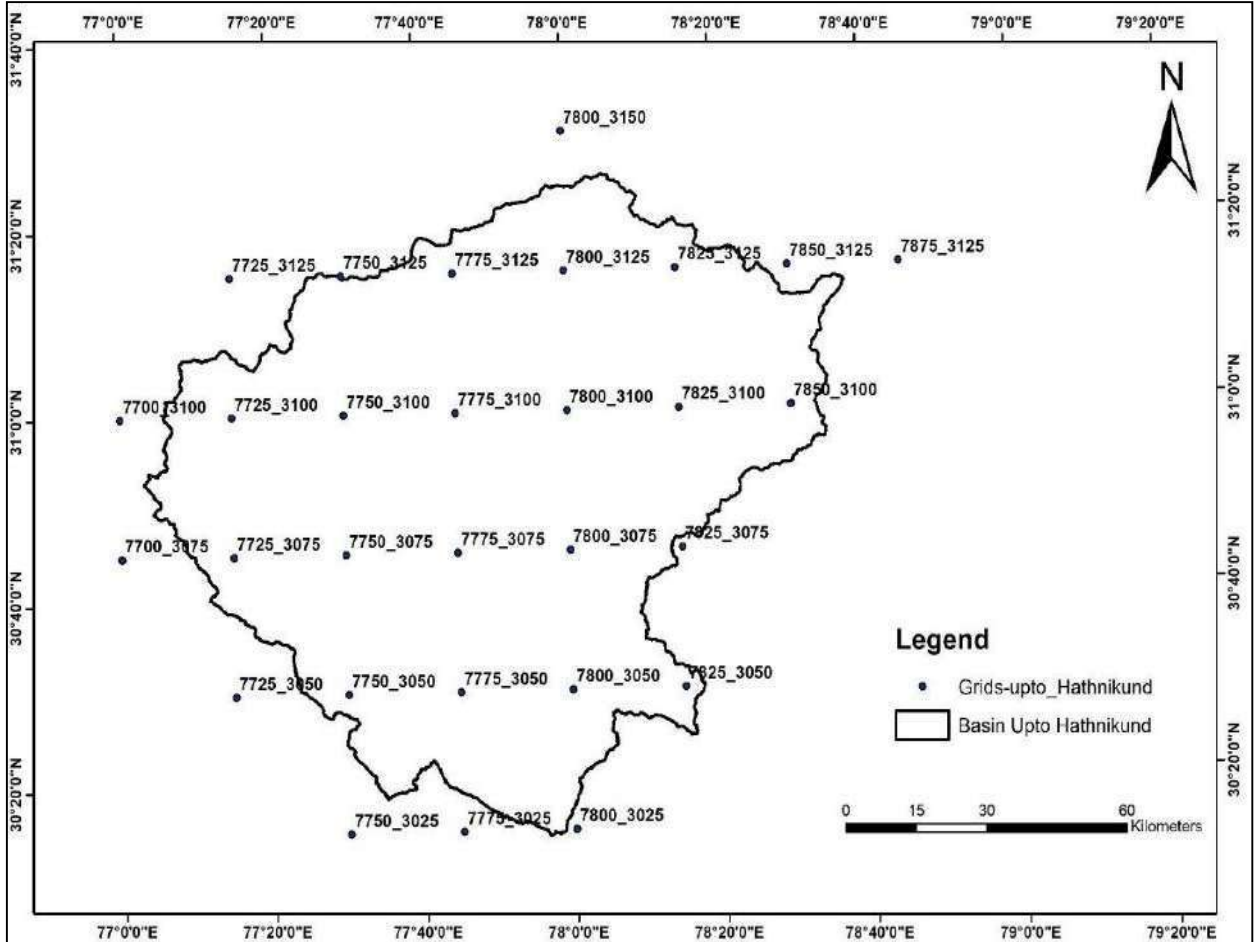 77°0'0"E 77°20'0"E 77°40'0"E 78°0'0"E 78°20'0"E 78°40'0"E 79°0'0"E 79°20'0"E
31°40'0"N
N
7800_3150
31°20'0"N
31°20'0"N
7725_3125 7750_3125 7775_3125 7800_3125 7825_3125 7850_3125 7875_3125
7700_3100 7725_3100 7750_3100 7775_3100 7800_3100 7825_3100 7850_3100
31°0'0"N
31°0'0"N
7700_3075 7725_3075 7750_3075 7775_3075 7800_3075 7825_3075
30°40'0"N
30°40'0"N
Legend
7725_3050 7750_3050 7775_3050 7800_3050 7825_3050
Grids-upto_Hathnikund
Basin Upto Hathnikund
30°20'0"N
30°20'0"N
7750_3025 7775_3025 7800_3025
0 15 30 60
Kilometers
77°0'0"E 77°20'0"E 77°40'0"E 78°0'0"E 78°20'0"E 78°40'0"E 79°0'0"E 79°20'0"E